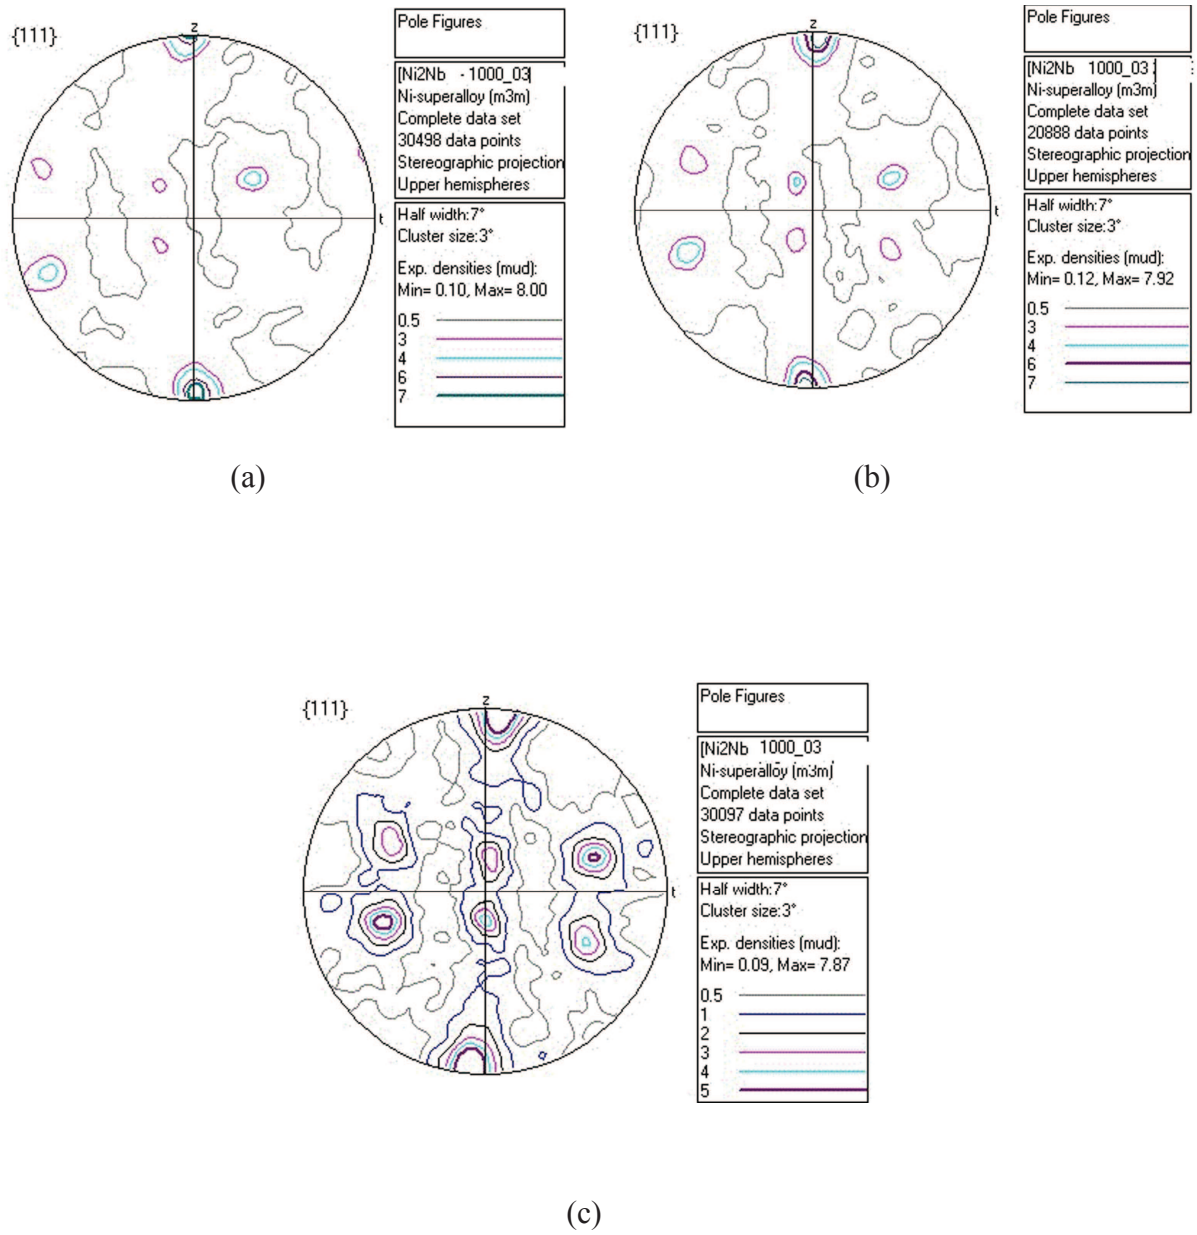 {111}
z
t
Pole Figures
[Ni2Nb - 1000_03]
Ni-superalloy (m3m)
Complete data set
30498 data points
Stereographic projection
Upper hemispheres
Half width:7°
Cluster size:3°
Exp. densities (mud):
Min= 0.10, Max= 8.00
0.5
3
4
6
7
(a)
{111}
z
t
Pole Figures
[Ni2Nb 1000_03 ]
Ni-superalloy (m3m)
Complete data set
20888 data points
Stereographic projection
Upper hemispheres
Half width:7°
Cluster size:3°
Exp. densities (mud):
Min= 0.12, Max= 7.92
0.5
3
4
6
7
(b)
{111}
z
t
Pole Figures
[Ni2Nb 1000_03
Ni-superalloy (m3m)
Complete data set
30097 data points
Stereographic projection
Upper hemispheres
Half width:7°
Cluster size:3°
Exp. densities (mud):
Min= 0.09, Max= 7.87
0.5
1
2
3
4
5
(c)